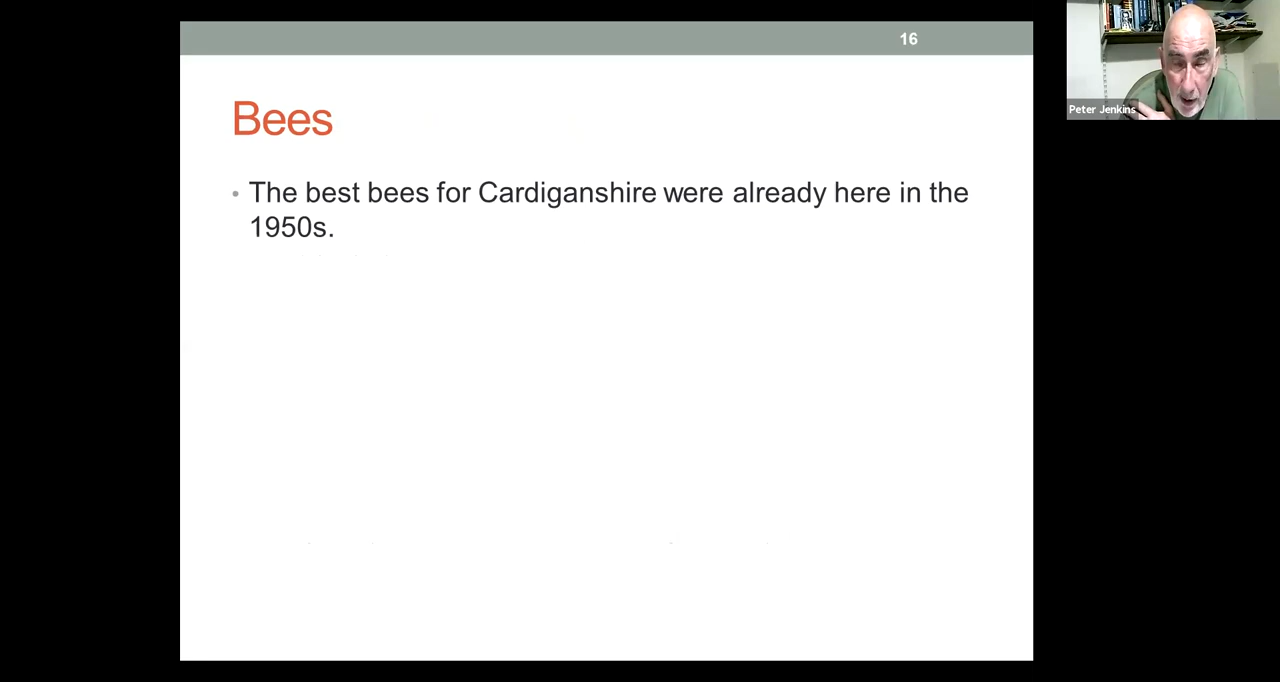 16
Bees
• The best bees for Cardiganshire were already here in the
1950s.
Peter Jenkins